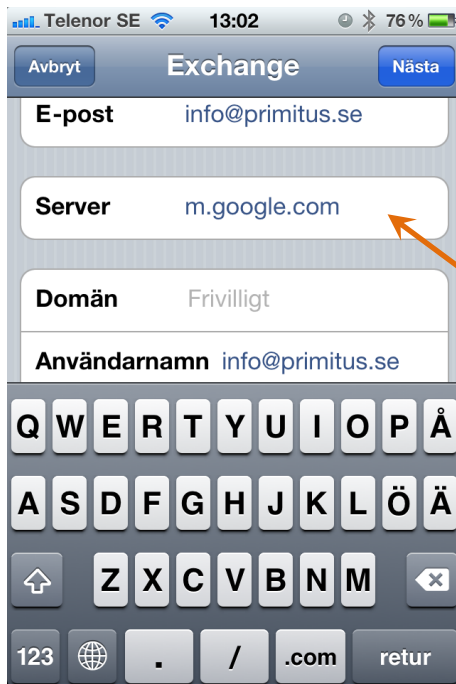 Telenor SE 13:02 76 %
Avbryt Exchange Nästa
E-post info@primitus.se
Server m.google.com
Domän Frivilligt
Användarnamn info@primitus.se
Q W E R T Y U I O P Å
A S D F G H J K L Ö Ä
Z X C V B N M
123 . / .com retur